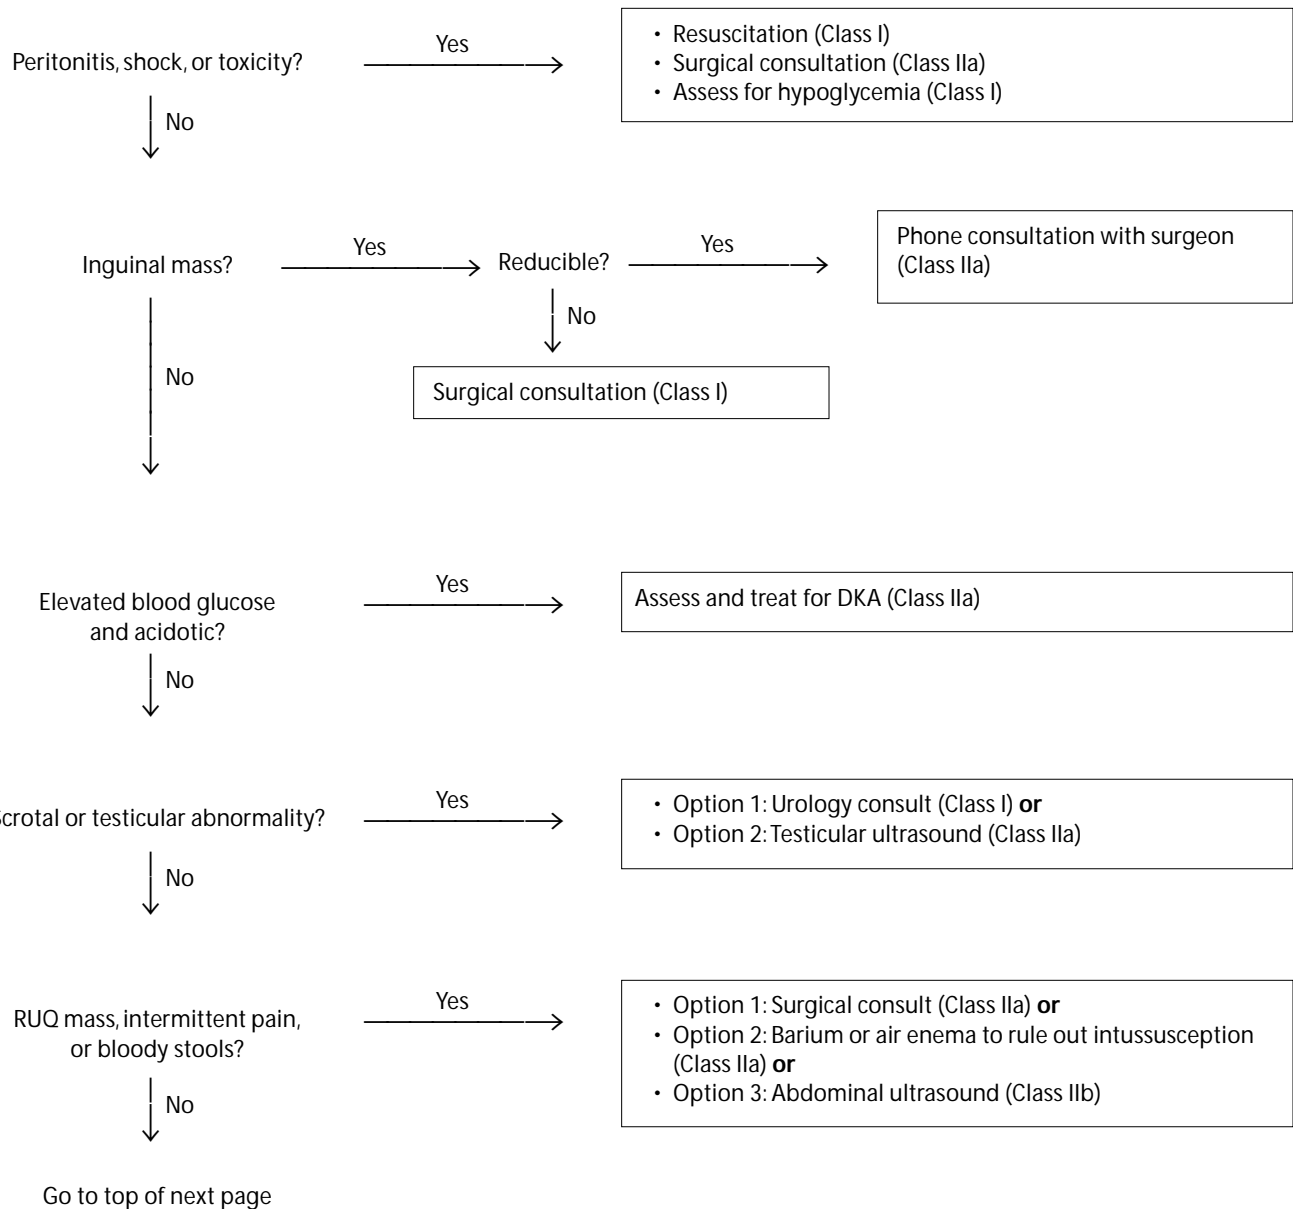 Peritonitis, shock, or toxicity?
Yes
• Resuscitation (Class I)
• Surgical consultation (Class IIa)
• Assess for hypoglycemia (Class I)
No
Inguinal mass?
Yes
Reducible?
Yes
Phone consultation with surgeon
(Class IIa)
No
Surgical consultation (Class I)
No
Elevated blood glucose
and acidotic?
Yes
Assess and treat for DKA (Class IIa)
No
Scrotal or testicular abnormality?
Yes
• Option 1: Urology consult (Class I) or
• Option 2: Testicular ultrasound (Class IIa)
No
RUQ mass, intermittent pain,
or bloody stools?
Yes
• Option 1: Surgical consult (Class IIa) or
• Option 2: Barium or air enema to rule out intussusception
(Class IIa) or
• Option 3: Abdominal ultrasound (Class IIb)
No
Go to top of next page